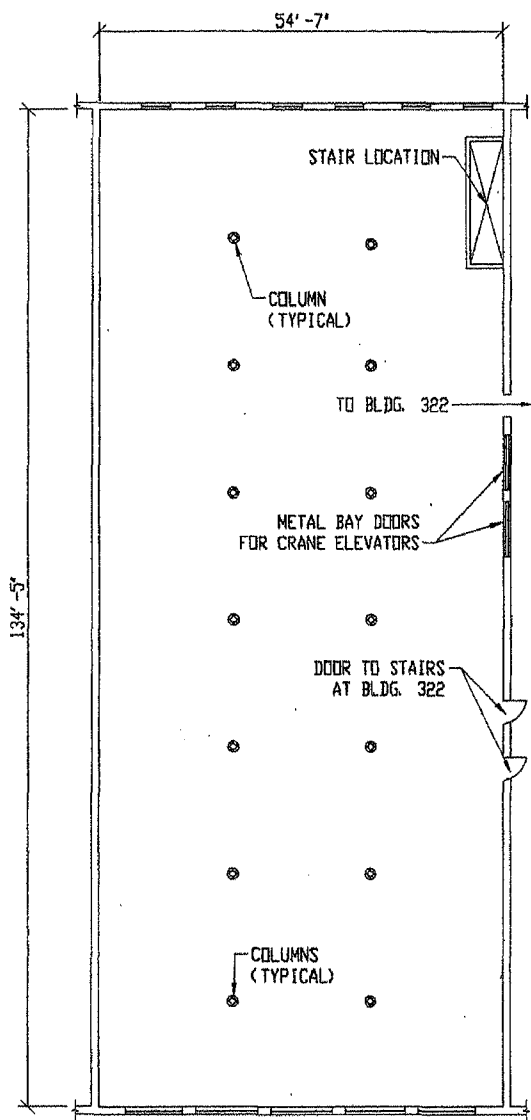 54'-7"
STAIR LOCATION
COLUMN
(TYPICAL)
TO BLDG. 322
METAL BAY DOORS
FOR CRANE ELEVATORS
134'-5"
DOOR TO STAIRS
AT BLDG. 322
COLUMNS
(TYPICAL)